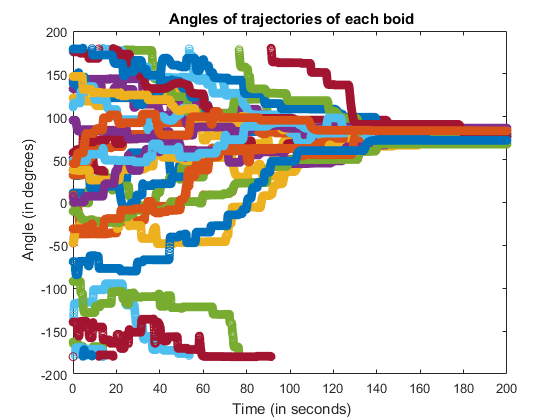 Angles of trajectories of each boid
200
150
100
50
0
-50
-100
-150
-200
Angle (in degrees)
0 20 40 60 80 100 120 140 160 180 200
Time (in seconds)